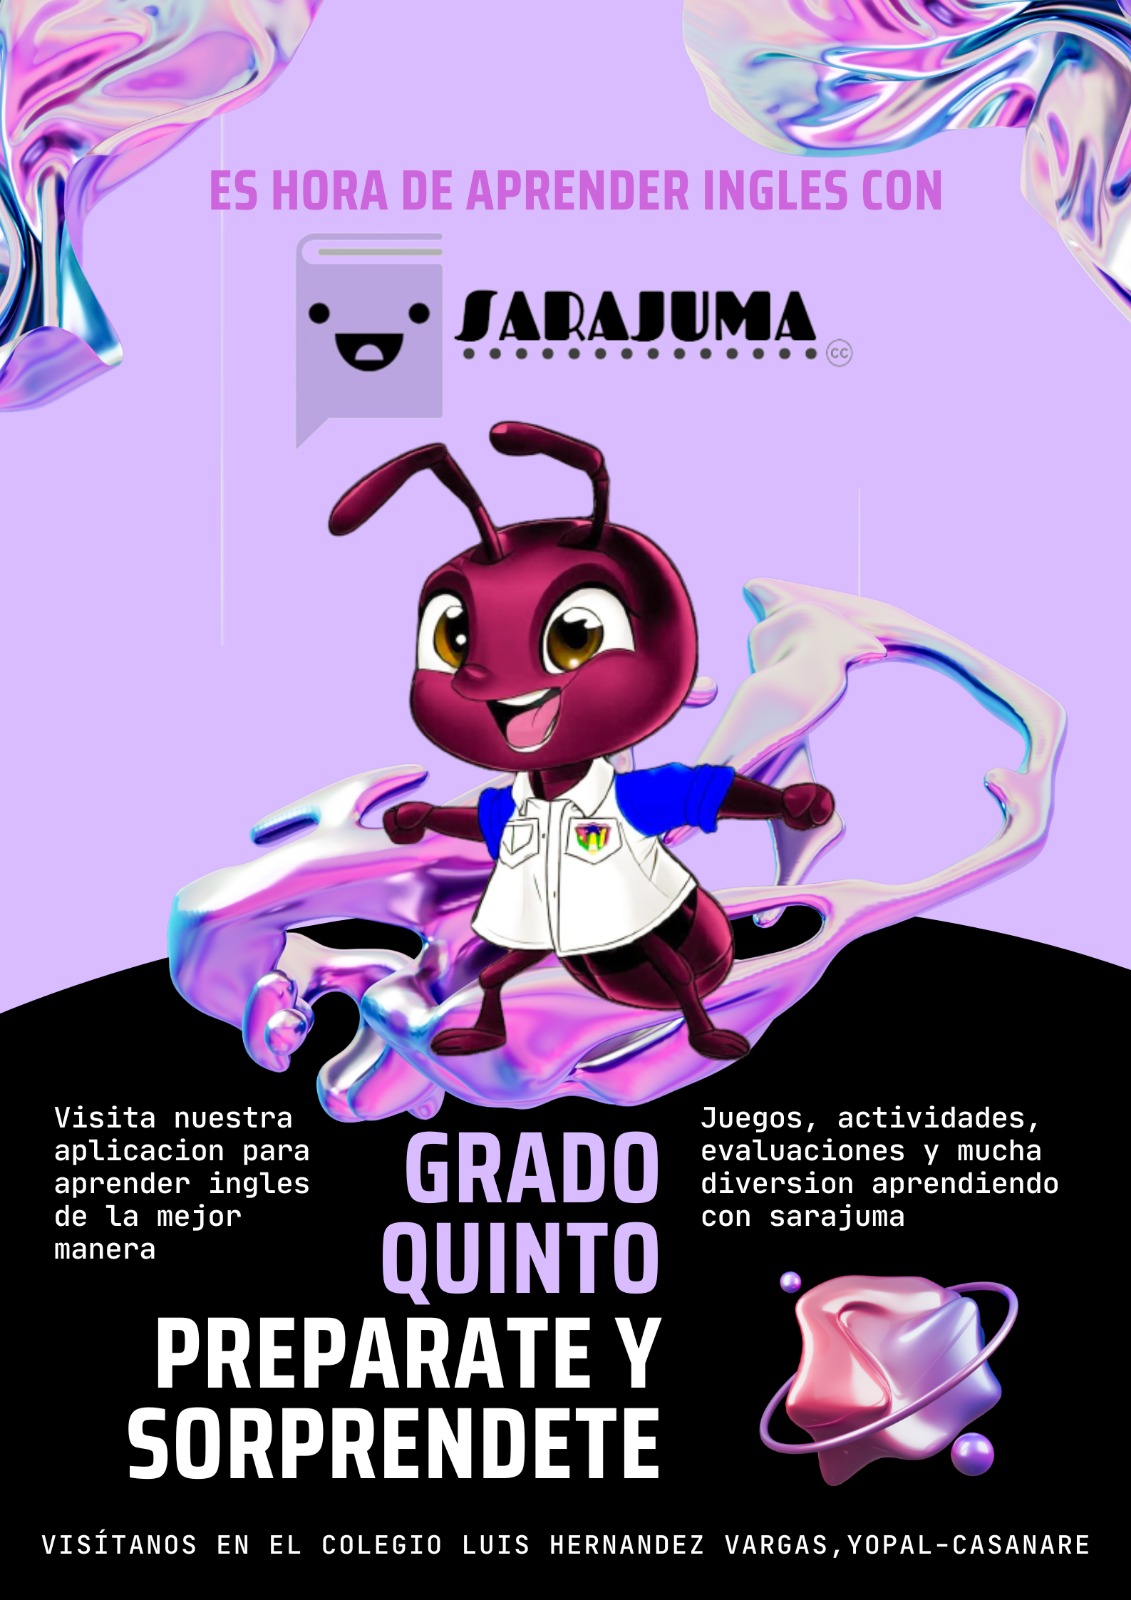 ES HORA DE APRENDER INGLES CON
SARAJUMA
cc
Visita nuestra
aplicacion para
aprender ingles
de la mejor
manera
GRADO
QUINTO
PREPARATE Y
SORPRENDETE
Juegos, actividades,
evaluaciones y mucha
diversion aprendiendo
con sarajuma
VISÍTANOS EN EL COLEGIO LUIS HERNANDEZ VARGAS,YOPAL-CASANARE